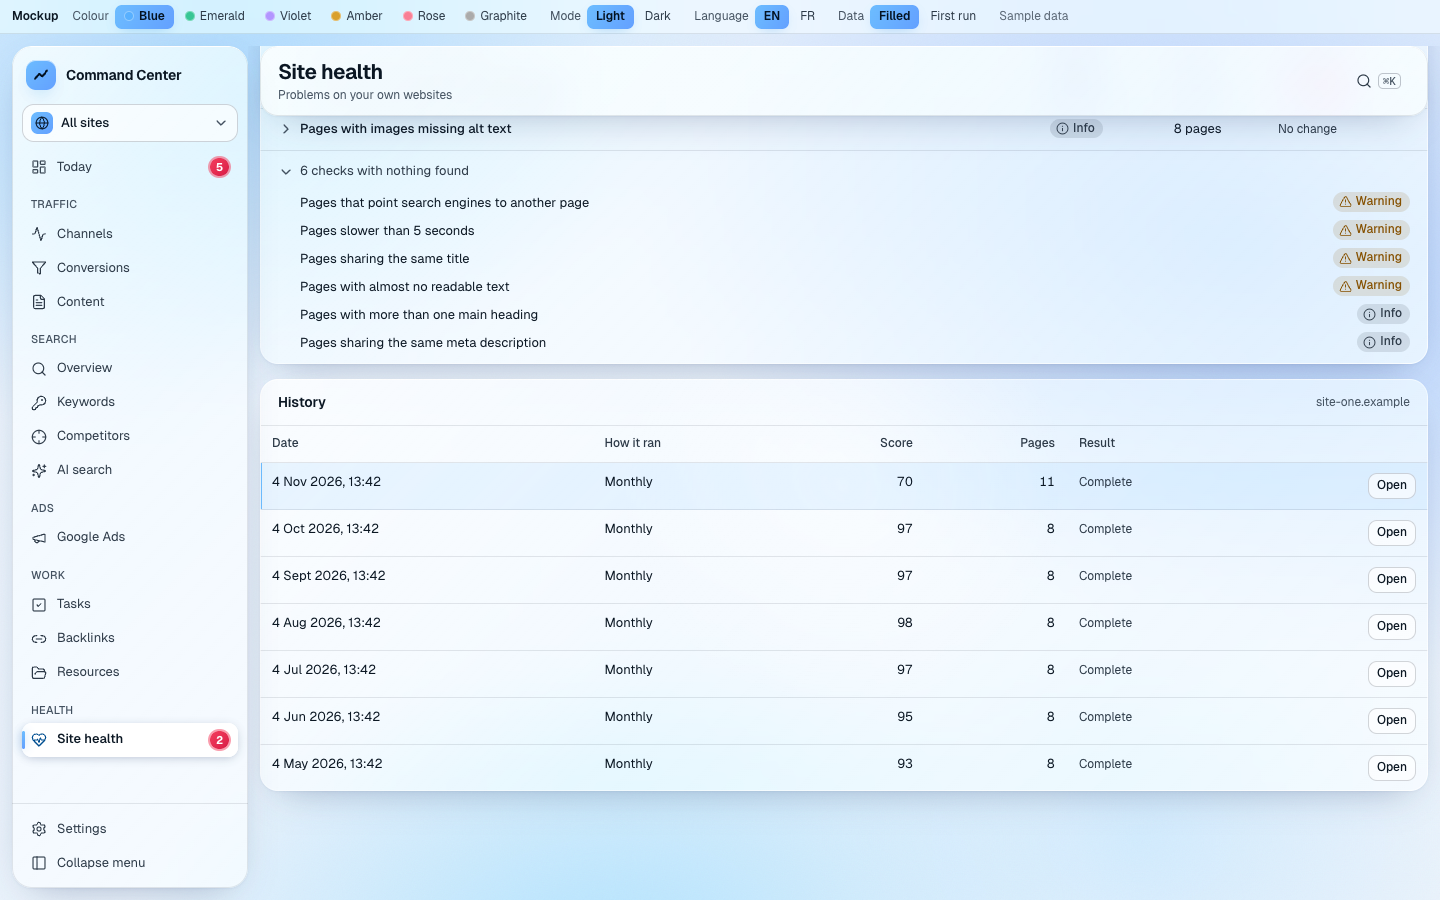 Mockup Colour Blue Emerald Violet Amber Rose Graphite Mode Light Dark Language EN FR Data Filled First run Sample data
Command Center
All sites
Today 5
TRAFFIC
Channels
Conversions
Content
SEARCH
Overview
Keywords
Competitors
AI search
ADS
Google Ads
WORK
Tasks
Backlinks
Resources
HEALTH
Site health 2
Settings
Collapse menu
Site health
Problems on your own websites
⌘K
Pages with images missing alt text Info 8 pages No change
6 checks with nothing found
Pages that point search engines to another page Warning
Pages slower than 5 seconds Warning
Pages sharing the same title Warning
Pages with almost no readable text Warning
Pages with more than one main heading Info
Pages sharing the same meta description Info
History site-one.example
Date How it ran Score Pages Result
4 Nov 2026, 13:42 Monthly 70 11 Complete Open
4 Oct 2026, 13:42 Monthly 97 8 Complete Open
4 Sept 2026, 13:42 Monthly 97 8 Complete Open
4 Aug 2026, 13:42 Monthly 98 8 Complete Open
4 Jul 2026, 13:42 Monthly 97 8 Complete Open
4 Jun 2026, 13:42 Monthly 95 8 Complete Open
4 May 2026, 13:42 Monthly 93 8 Complete Open